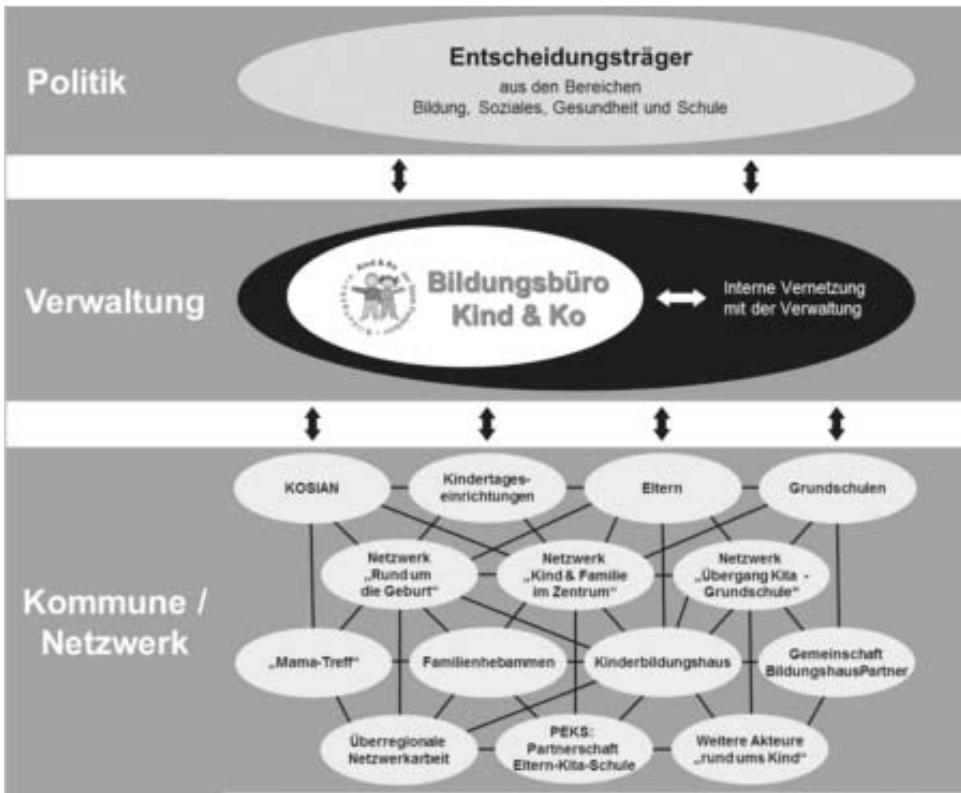 Politik
Entscheidungsträger
aus den Bereichen
Bildung, Soziales, Gesundheit und Schule
Verwaltung
Kind & Ko
Bildungsbüro
Kind & Ko
Interne Vernetzung
mit der Verwaltung
Kommune /
Netzwerk
KOSIAN
Kindertages-
einrichtungen
Eltern
Grundschulen
Netzwerk
„Rund um
die Geburt“
Netzwerk
„Kind & Familie
im Zentrum“
Netzwerk
„Übergang Kita -
Grundschule“
„Mama-Treff“
Familienhebammen
Kinderbildungshaus
Gemeinschaft
BildungshausPartner
Überregionale
Netzwerkarbeit
PEKS:
Partnerschaft
Eltern-Kita-Schule
Weitere Akteure
„rund ums Kind“